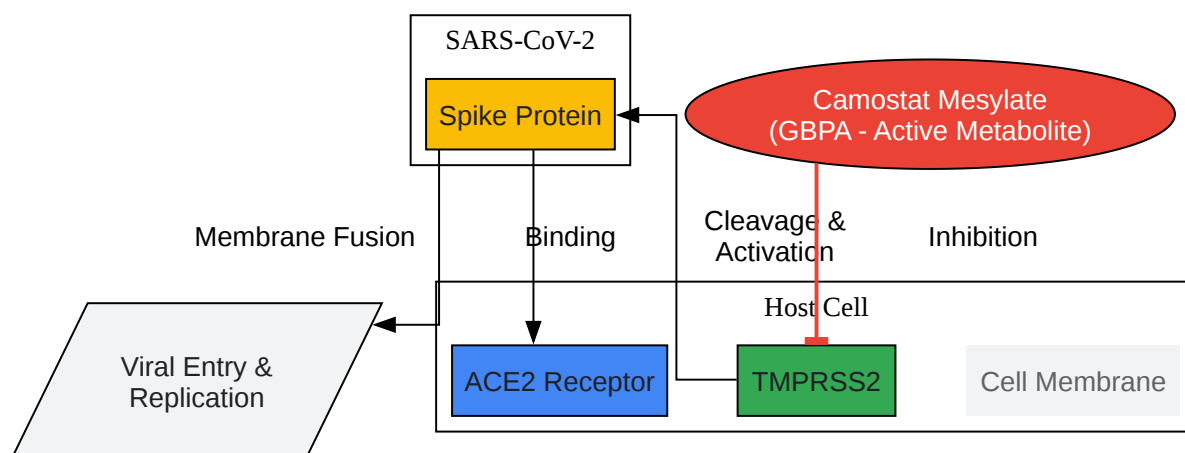 SARS-CoV-2
Spike Protein
Camostat Mesylate
(GBPA - Active Metabolite)
Membrane Fusion
Binding
Cleavage &
Activation
Inhibition
Host Cell
Viral Entry &
Replication
ACE2 Receptor
TMPRSS2
Cell Membrane